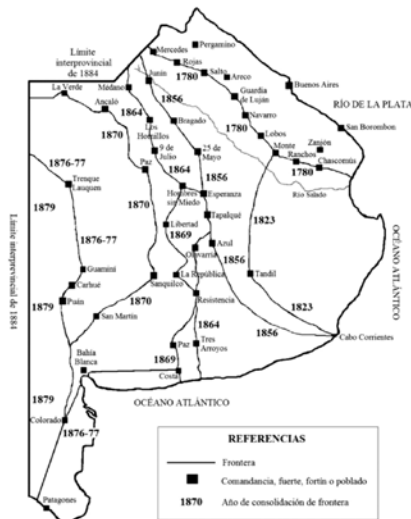 Límite
interprovincial
de 1884
Mercedes
Pergamino
Rojas
Salto
Areco
1780
La Verde
Médano
Junín
1856
Guardia
de Luján
Buenos Aires
RÍO DE LA PLATA
Ancaló
1864
1870
Los
Horcillos
Bragado
1780
Navarro
Lobos
San Borombon
9 de
Julio
25 de
Mayo
Monte
Zanjón
Ranchos
Chascomús
1780
Río Salado
1876-77
Paz
1864
1856
Trenque
Lauquen
Hombres
sin Miedo
Esperanza
1879
1870
Tapalqué
1823
Libertad
1869
Azul
Olavarría
1876-77
Límite interprovincial de 1884
OCÉANO ATLÁNTICO
Guaminí
Carhué
La República
1856
Tandil
1879
Puán
1870
Sanquilco
Resistencia
1823
San Martín
1864
1856
Cabo Corrientes
Bahía
Blanca
Paz
Tres
Arroyos
1869
1879
Costa
Colorado
1876-77
OCÉANO ATLÁNTICO
Patagones
REFERENCIAS
Frontera
Comandancia, fuerte, fortín o poblado
1870
Año de consolidación de frontera